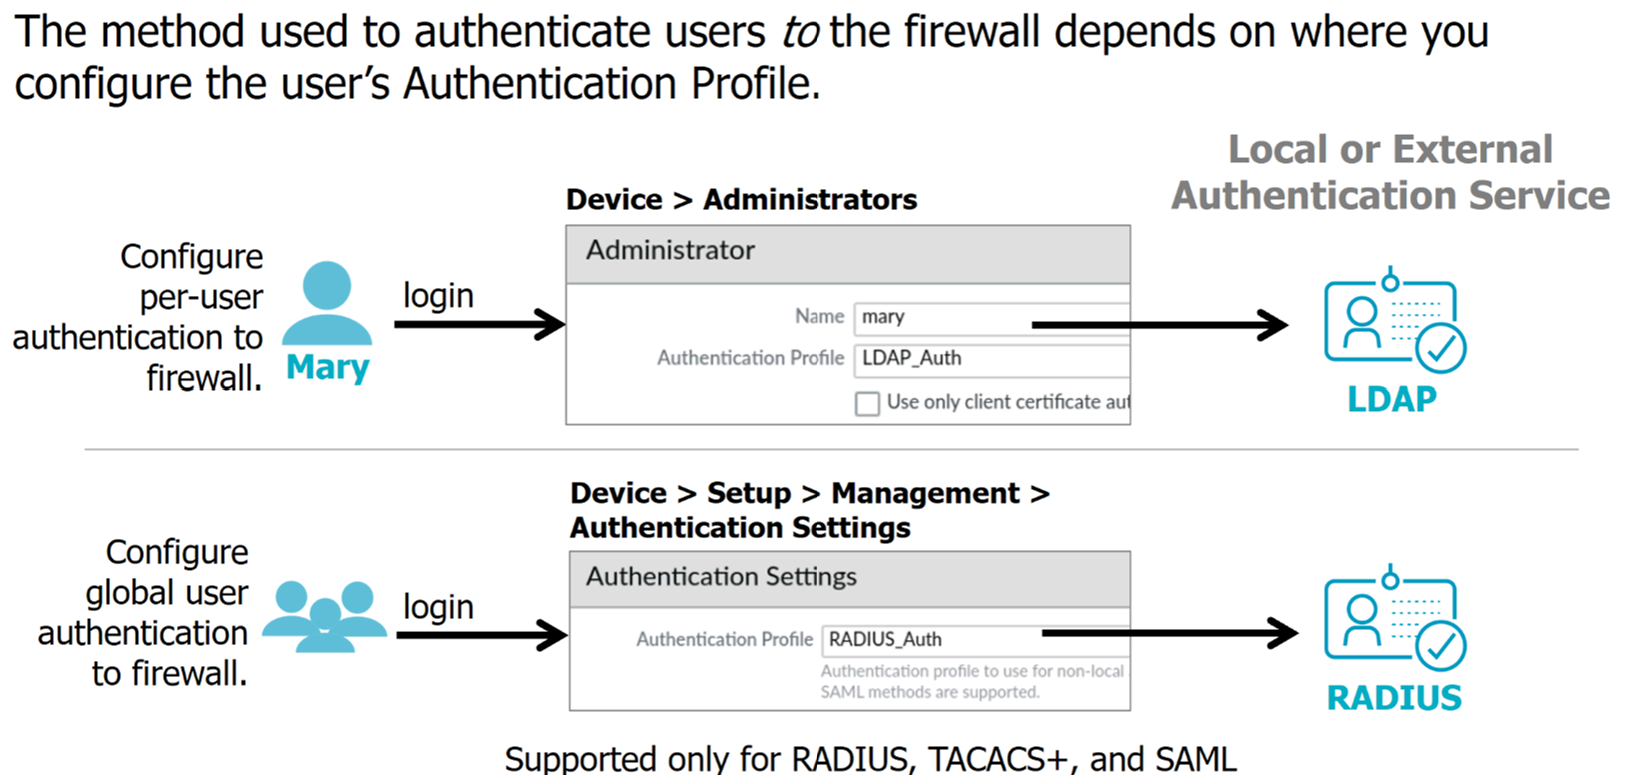 The method used to authenticate users to the firewall depends on where you
configure the user's Authentication Profile.
Local or External
Authentication Service
Device > Administrators
Administrator
Configure
per-user
authentication to
firewall.
Mary
login
Name mary
Authentication Profile LDAP_Auth
Use only client certificate
LDAP
Device > Setup > Management >
Authentication Settings
Authentication Settings
Configure
global user
authentication
to firewall.
login
Authentication Profile RADIUS_Auth
Authentication profile to use for non-local
SAML methods are supported.
RADIUS
Supported only for RADIUS, TACACS+, and SAML